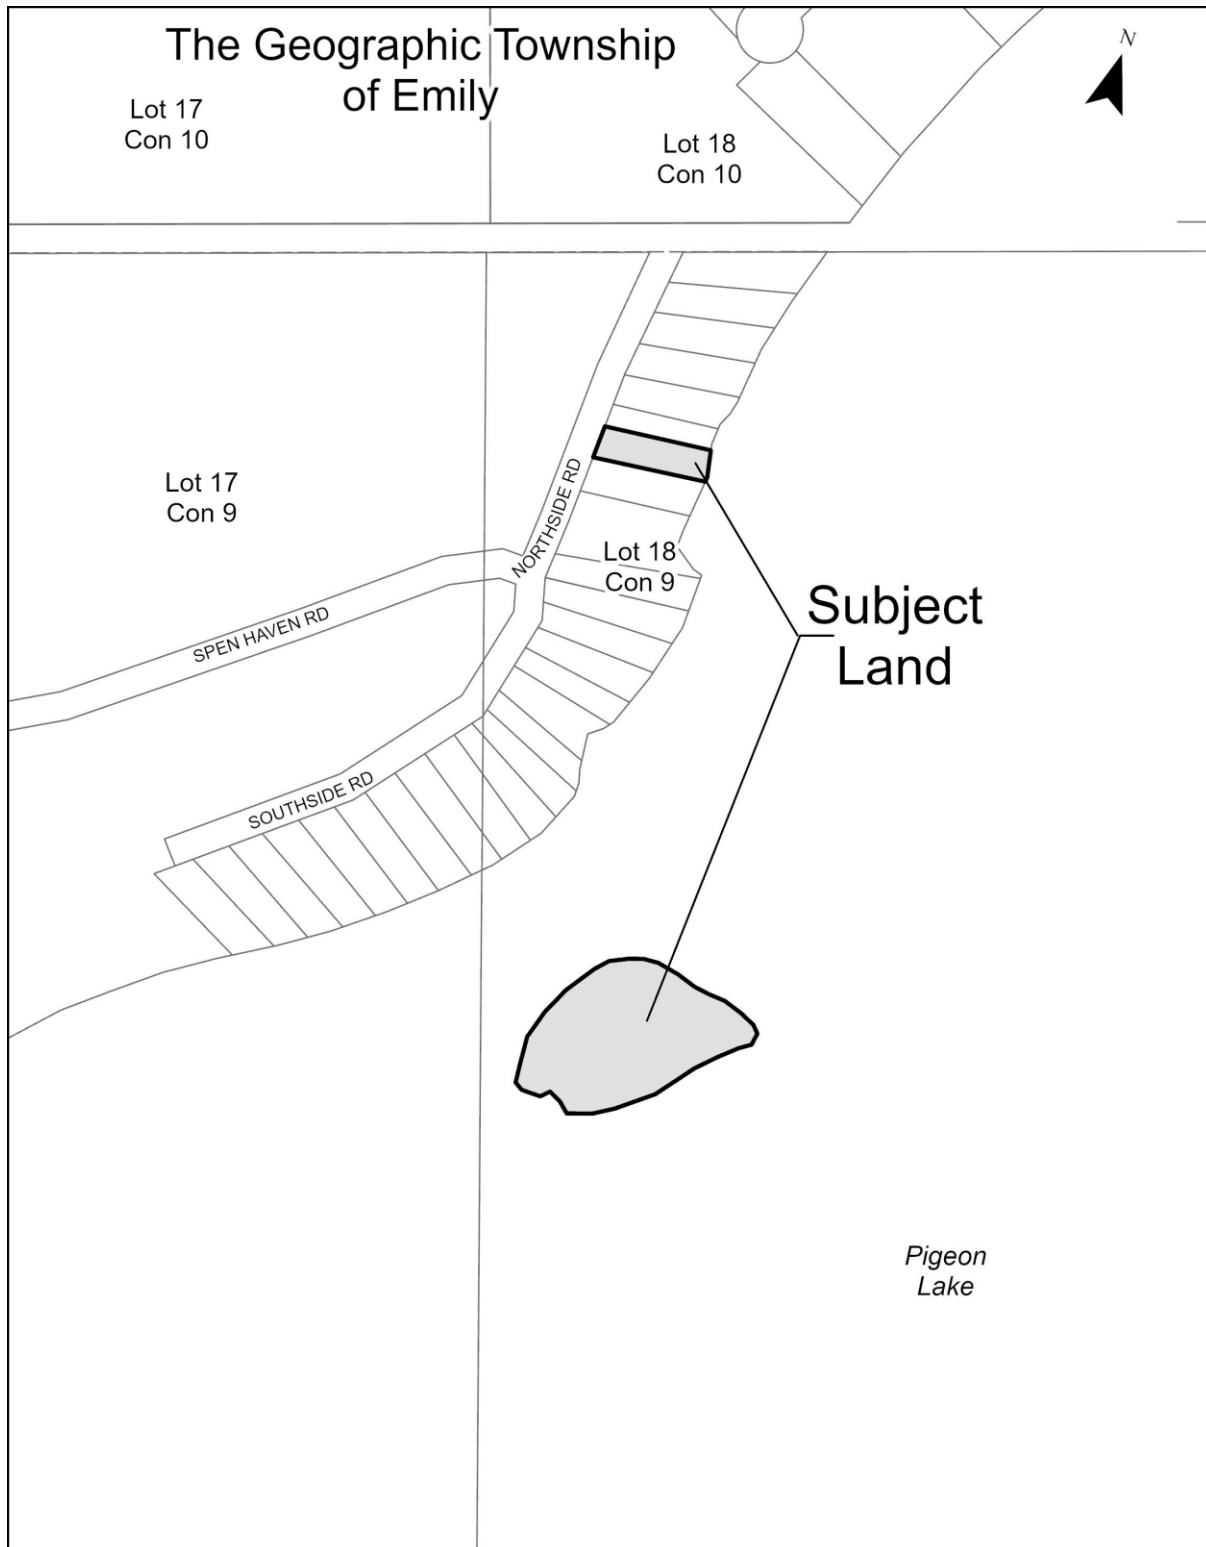 The Geographic Township
of Emily
N
Lot 17
Con 10
Lot 18
Con 10
Lot 17
Con 9
NORTHSIDE RD
Lot 18
Con 9
Subject
Land
SPEN HAVEN RD
SOUTHSIDE RD
Pigeon
Lake